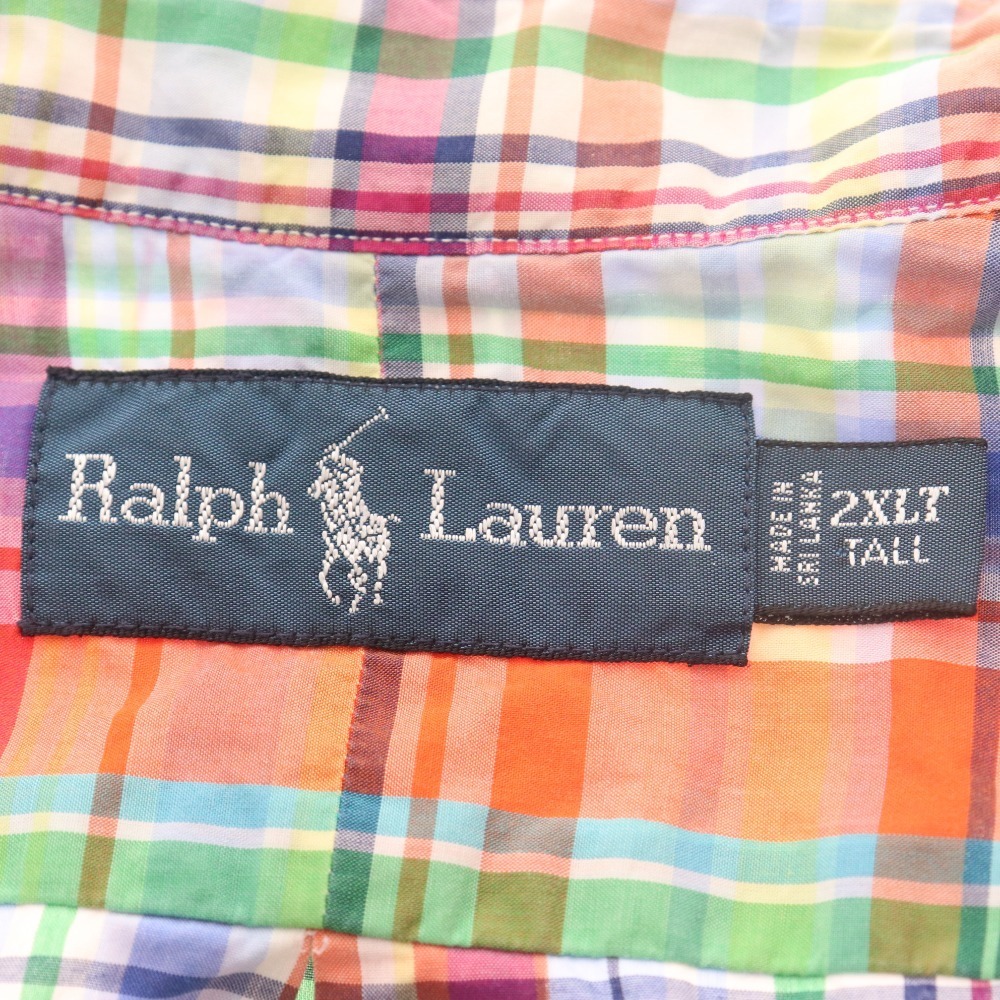 Ralph Lauren
MADE IN
SRI LANKA
2XLT
TALL